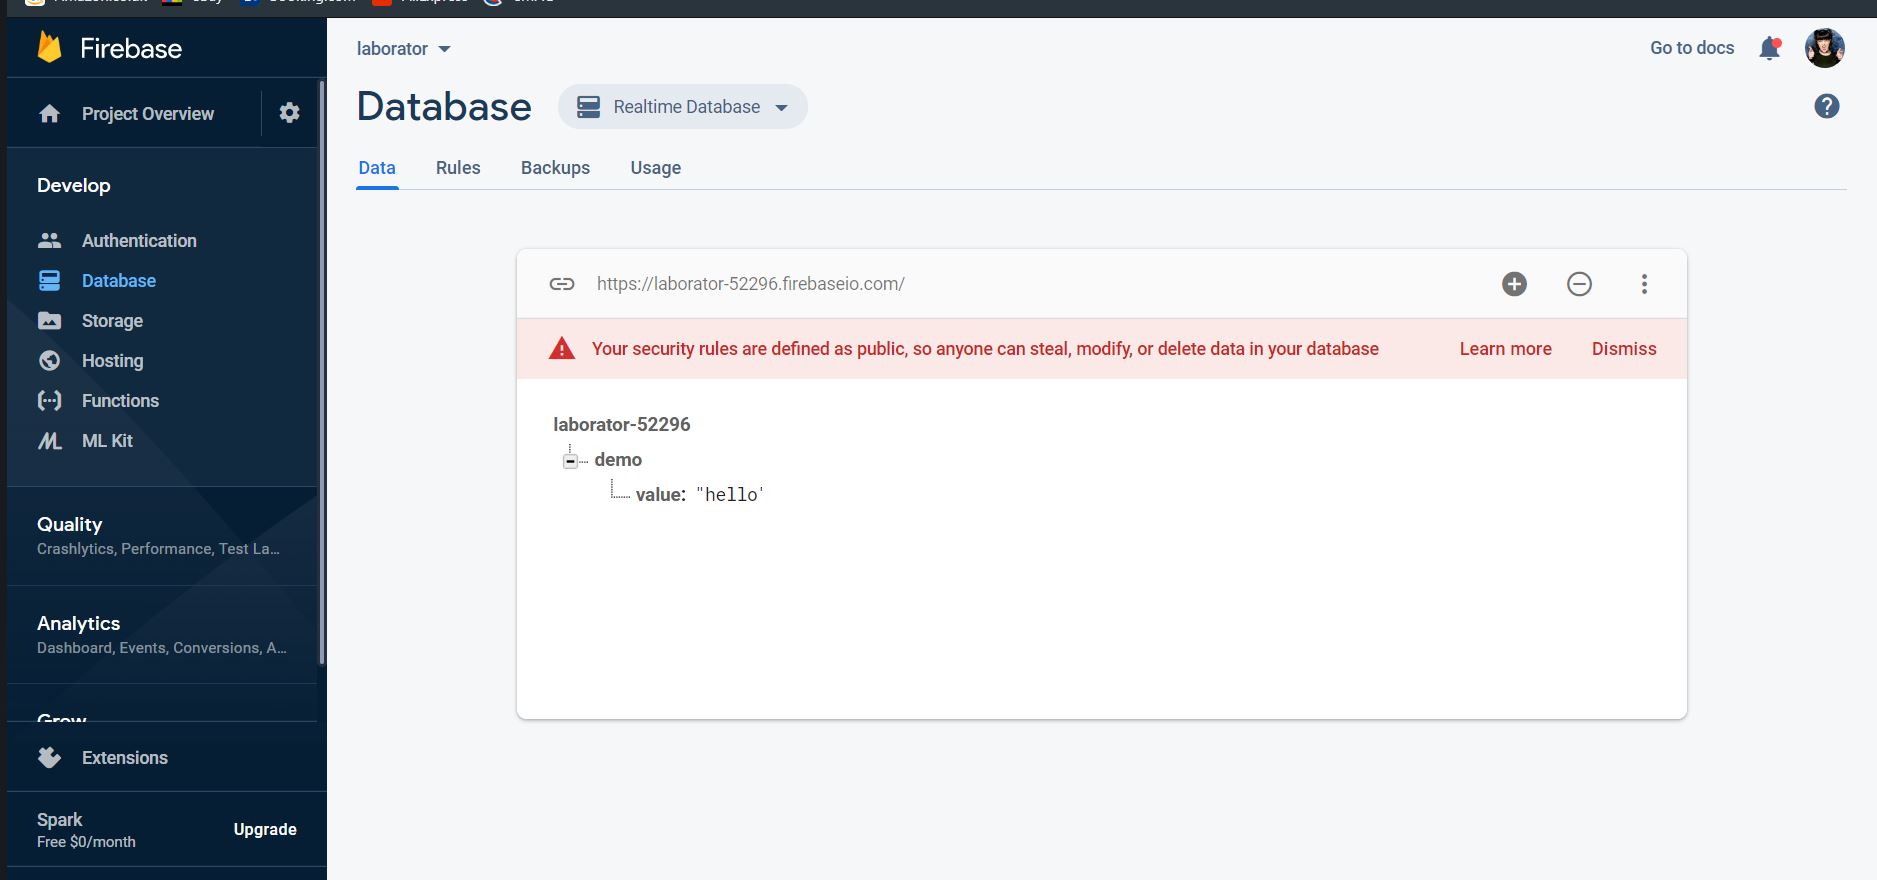 Firebase
Project Overview
Develop
Authentication
Database
Storage
Hosting
Functions
ML Kit
Quality
Crashlytics, Performance, Test La...
Analytics
Dashboard, Events, Conversions, A...
Grow
Extensions
Spark
Free $0/month
Upgrade
laborator
Go to docs
Database
Realtime Database
Data Rules Backups Usage
https://laborator-52296.firebaseio.com/
Your security rules are defined as public, so anyone can steal, modify, or delete data in your database
Learn more Dismiss
laborator-52296
demo
value: "hello'